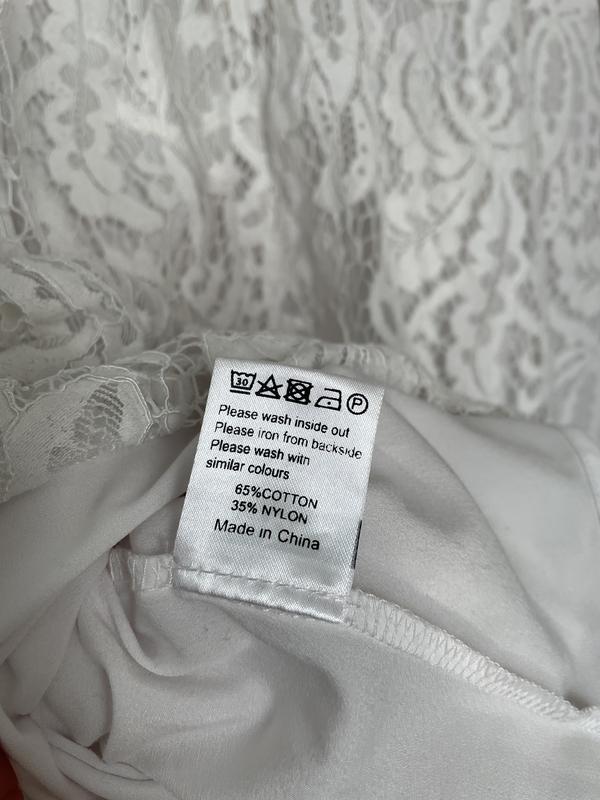 30 P
Please wash inside out
Please iron from backside
Please wash with
similar colours
65%COTTON
35% NYLON
Made in China